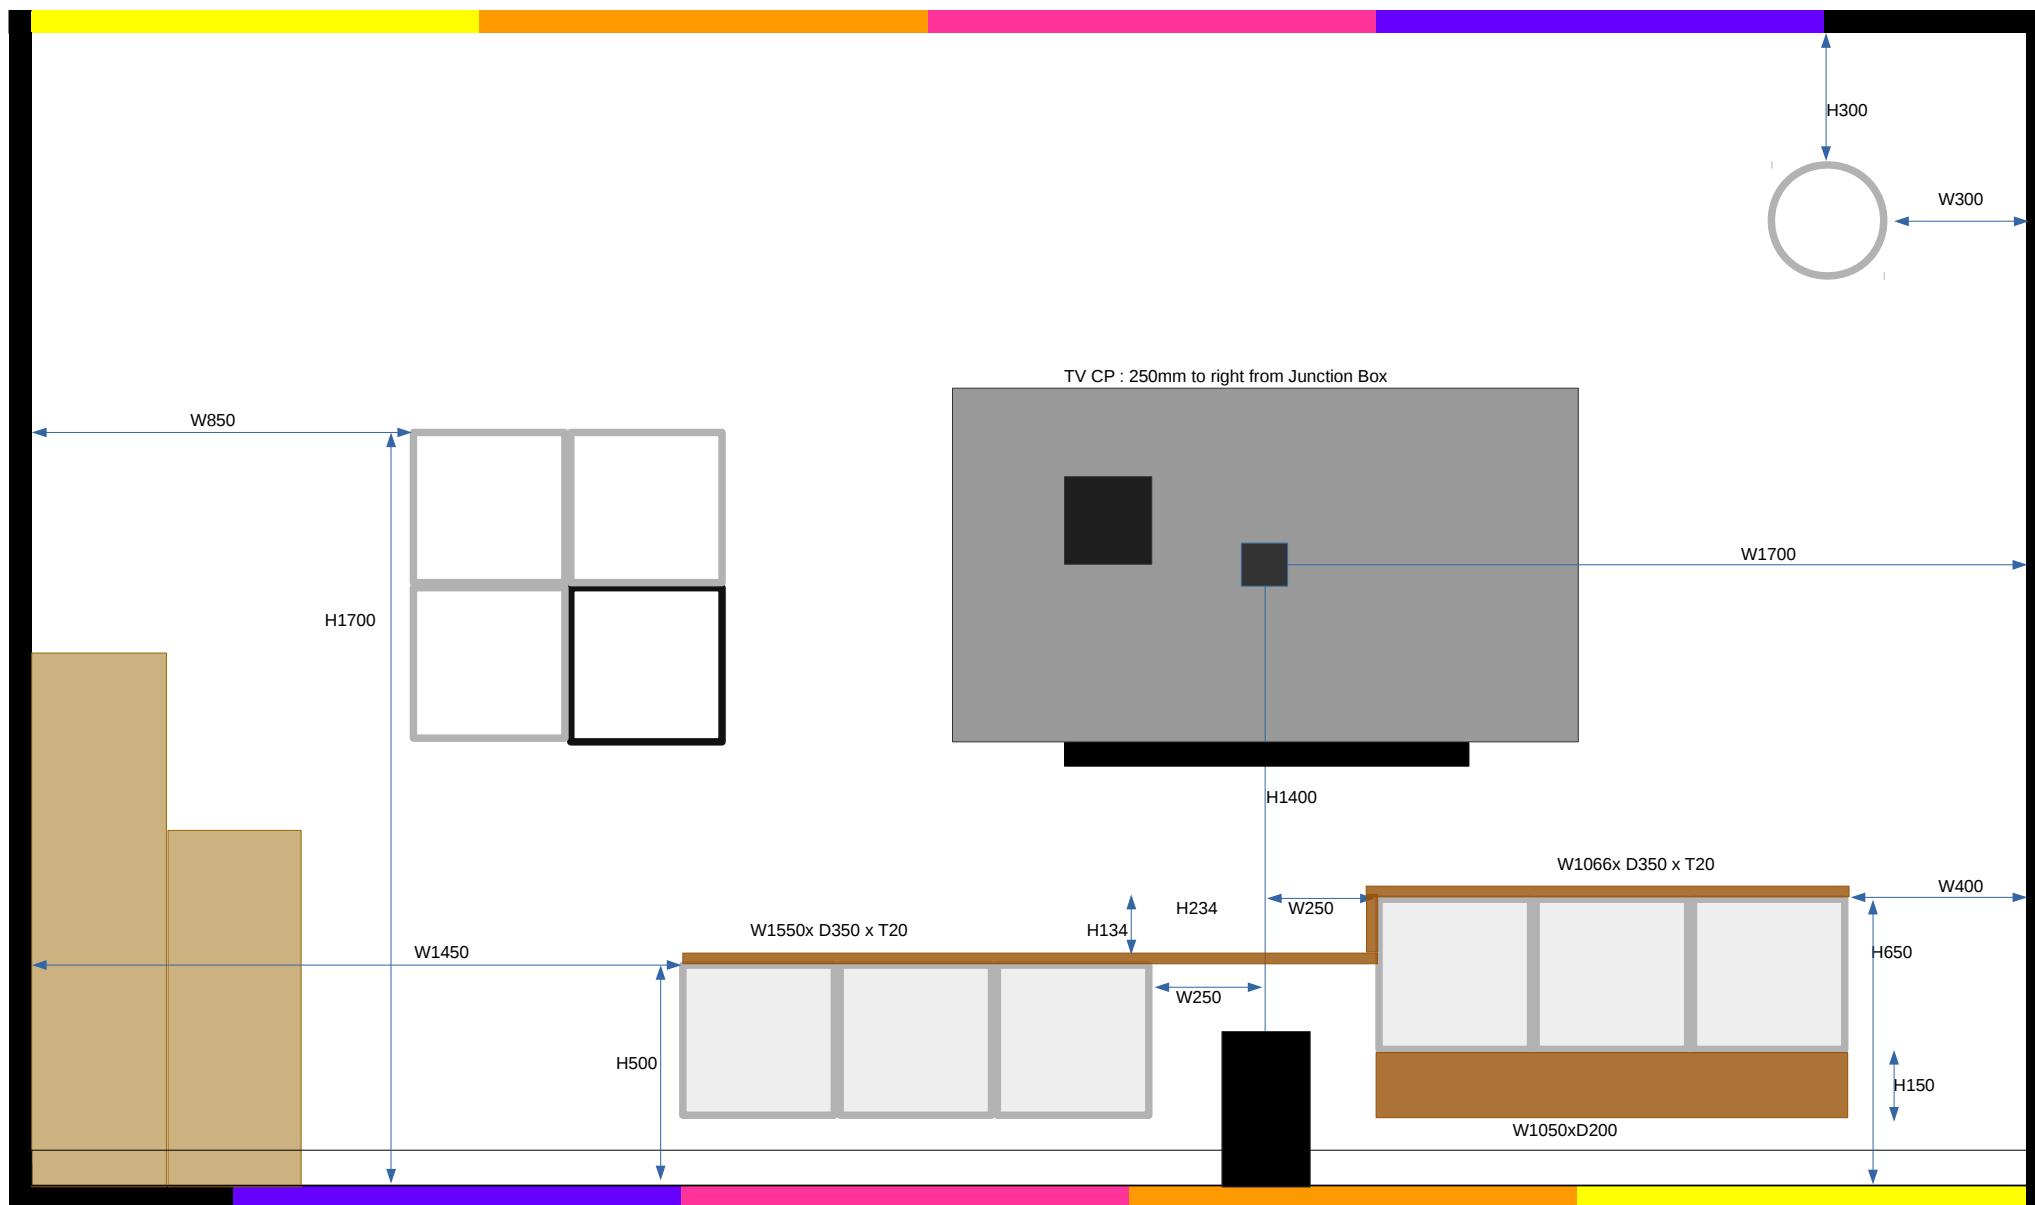 H300
W300
TV CP : 250mm to right from Junction Box
W850
W1700
H1700
H1400
W1066x D350 x T20
W400
H234
W250
W1550x D350 x T20
H134
W1450
H650
W250
H500
H150
W1050xD200